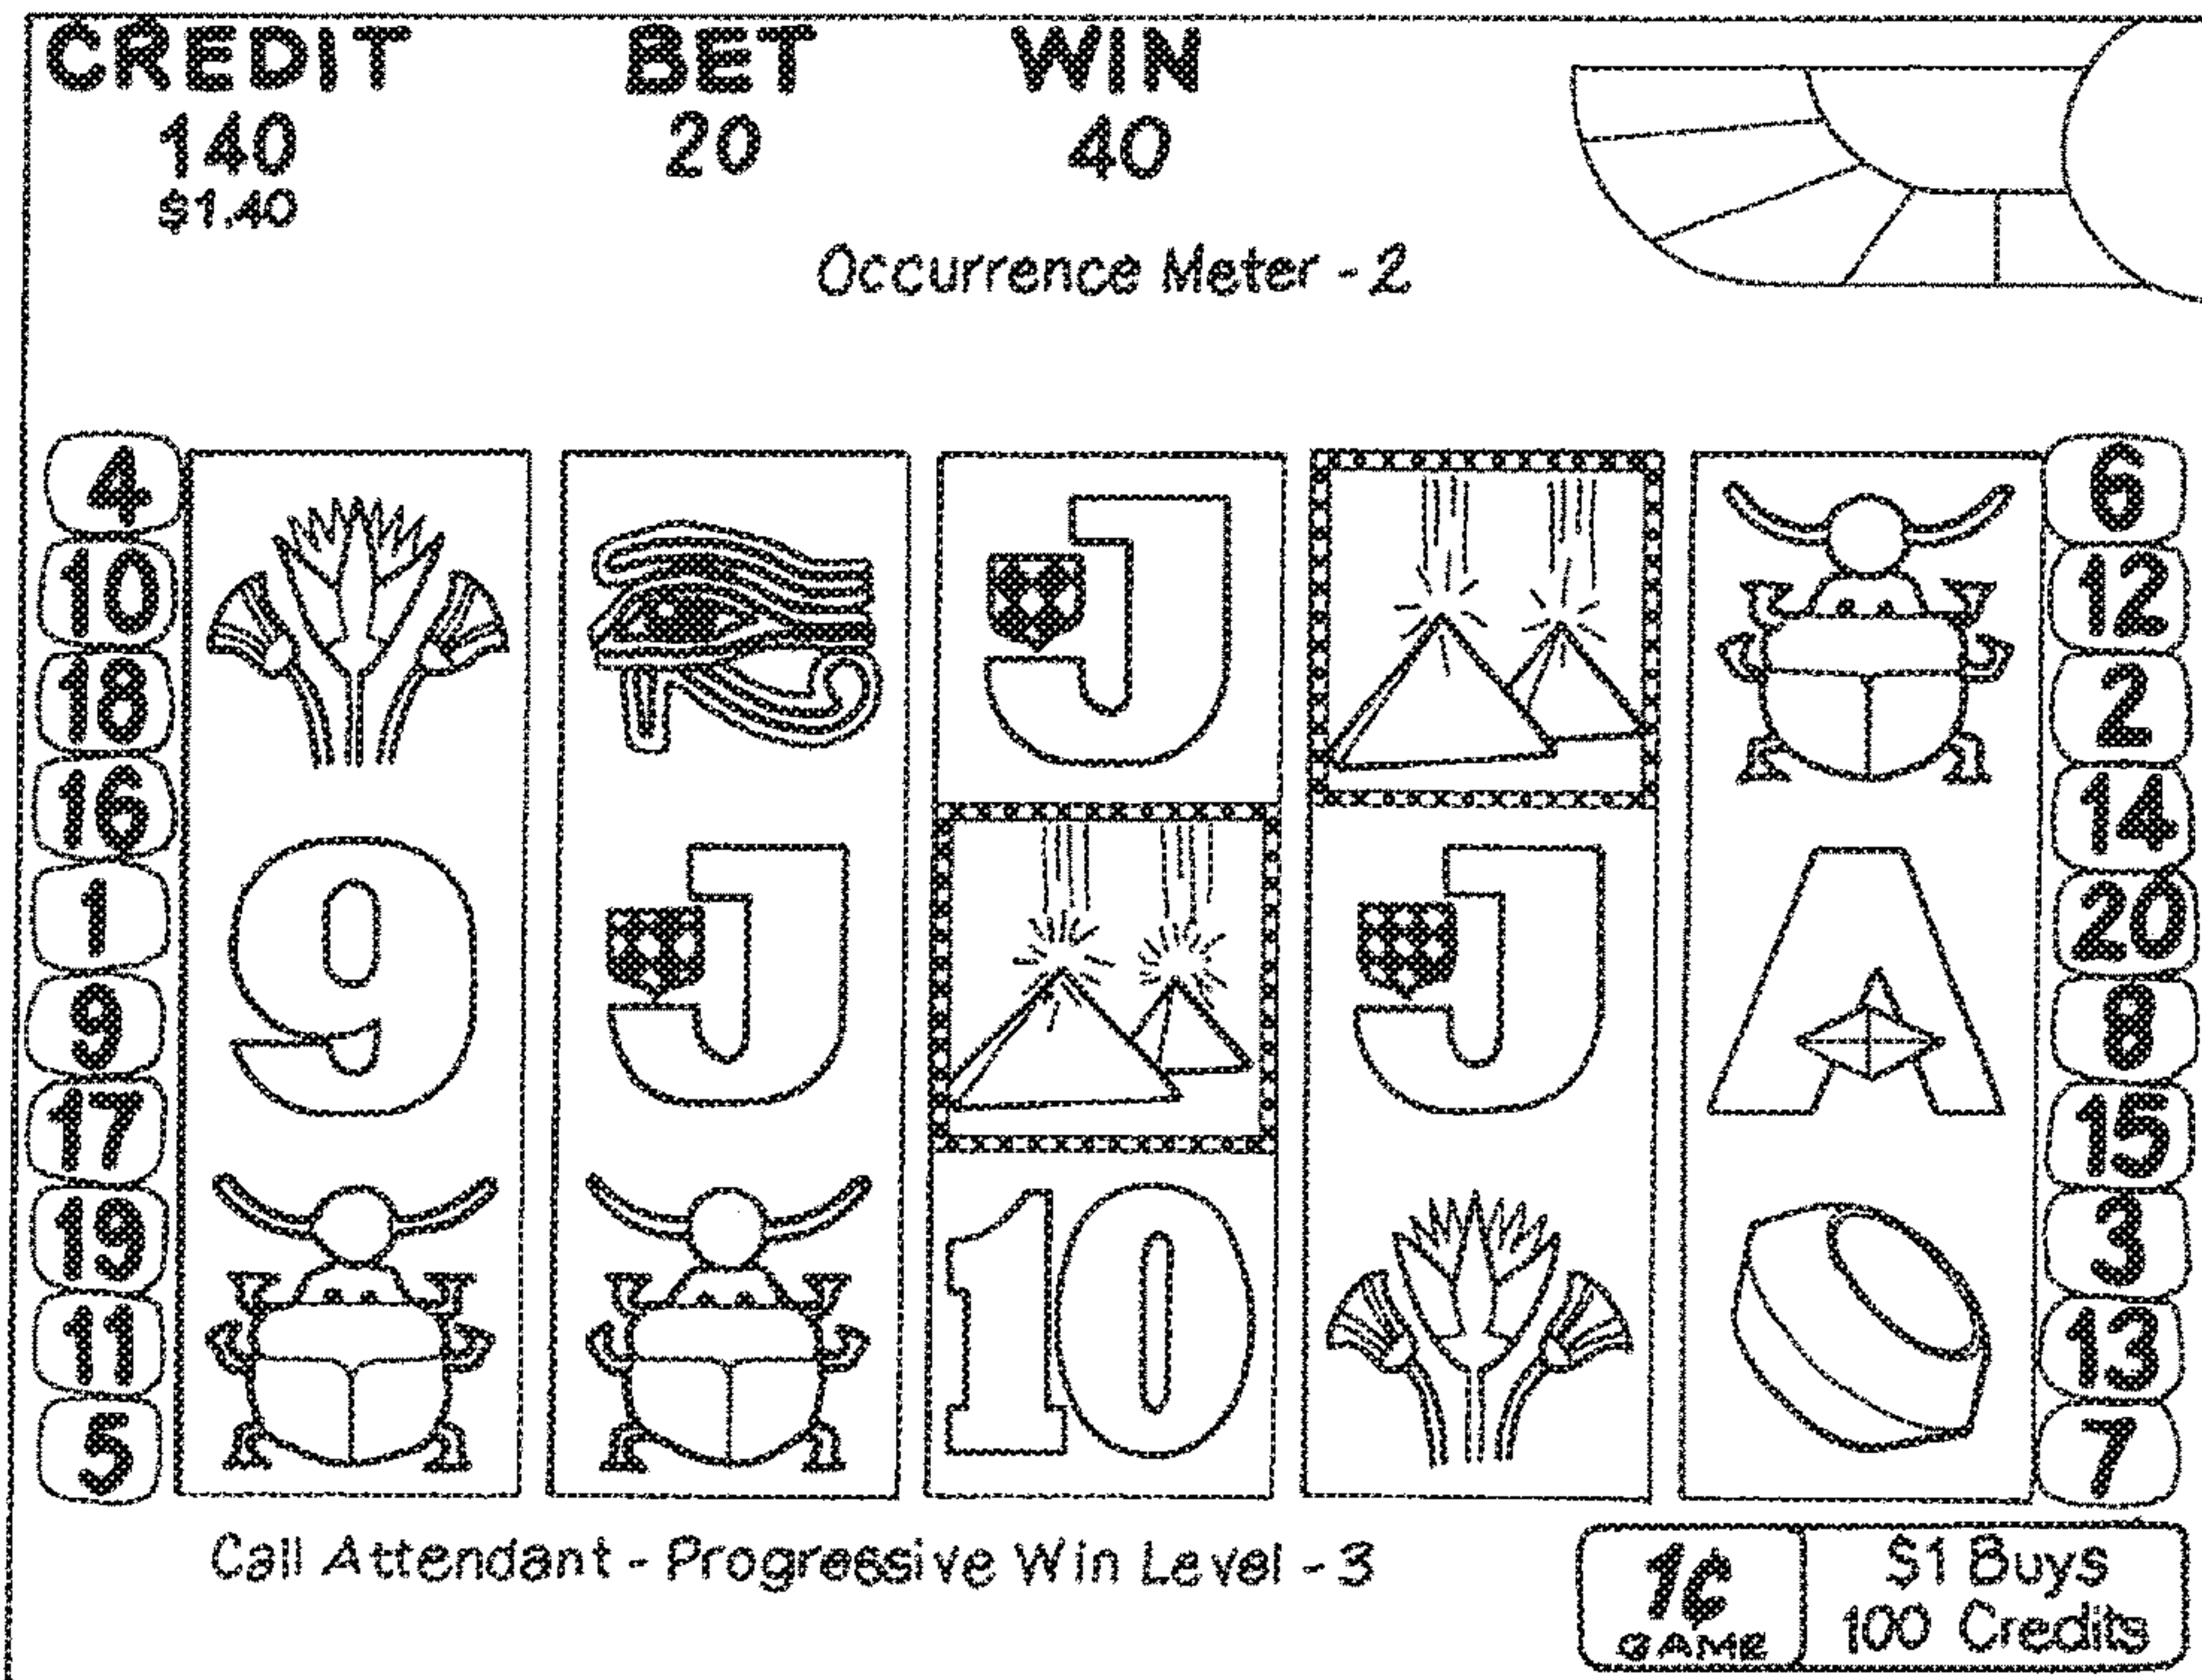 CREDIT BET WIN
140 20 40
$1.40
Occurrence Meter - 2
4 6
10 12
18 J 2
16 14
1 9 J J A 20
9 8
17 15
19 3
11 10 13
5 7
Call Attendant - Progressive Win Level - 3
1¢ $1 Buys
GAME 100 Credits